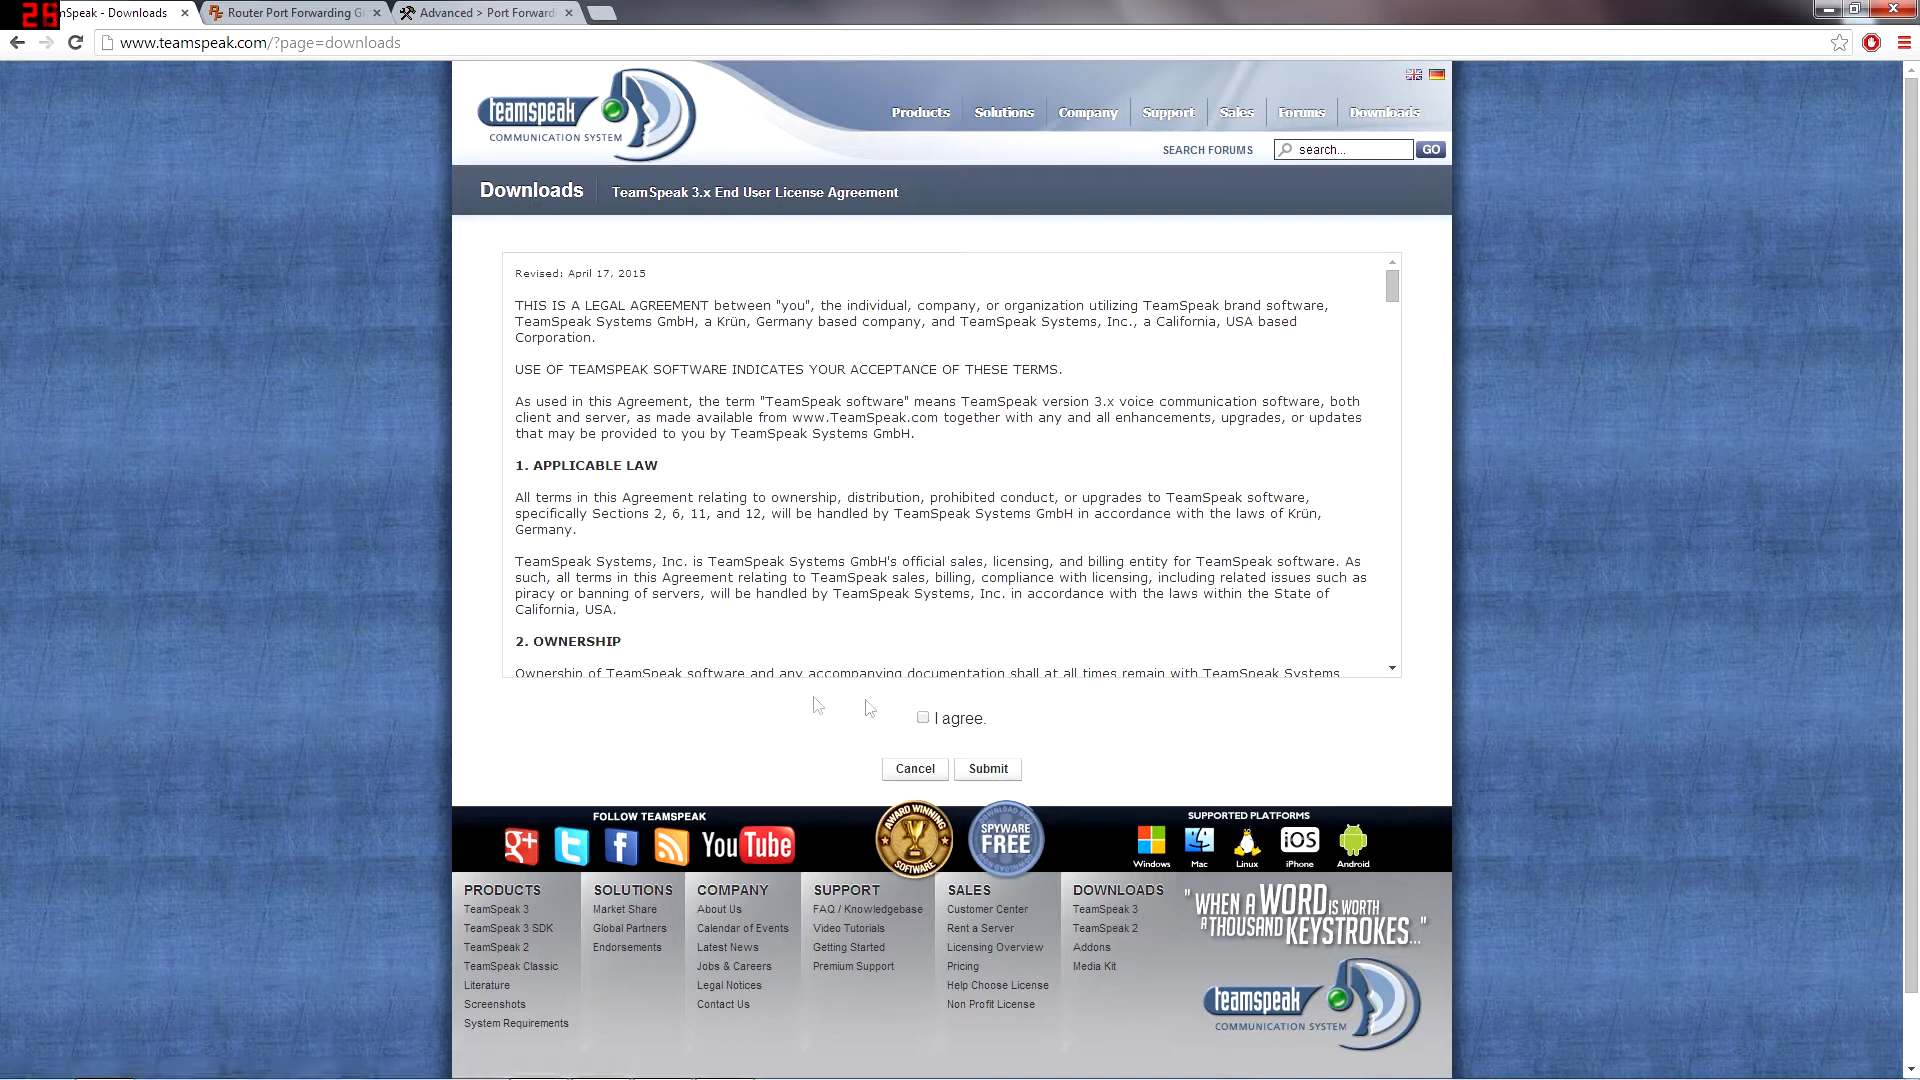 26
mSpeak - Downloads
Router Port Forwarding G
Advanced > Port Forwardi
www.teamspeak.com/?page=downloads
teamspeak
COMMUNICATION SYSTEM
Products
Solutions
Company
Support
Sales
Forums
Downloads
SEARCH FORUMS
search...
GO
Downloads
TeamSpeak 3.x End User License Agreement
Revised: April 17, 2015
THIS IS A LEGAL AGREEMENT between "you", the individual, company, or organization utilizing TeamSpeak brand software,
TeamSpeak Systems GmbH, a Krün, Germany based company, and TeamSpeak Systems, Inc., a California, USA based
Corporation.
USE OF TEAMSPEAK SOFTWARE INDICATES YOUR ACCEPTANCE OF THESE TERMS.
As used in this Agreement, the term "TeamSpeak software" means TeamSpeak version 3.x voice communication software, both
client and server, as made available from www.TeamSpeak.com together with any and all enhancements, upgrades, or updates
that may be provided to you by TeamSpeak Systems GmbH.
1. APPLICABLE LAW
All terms in this Agreement relating to ownership, distribution, prohibited conduct, or upgrades to TeamSpeak software,
specifically Sections 2, 6, 11, and 12, will be handled by TeamSpeak Systems GmbH in accordance with the laws of Krün,
Germany.
TeamSpeak Systems, Inc. is TeamSpeak Systems GmbH's official sales, licensing, and billing entity for TeamSpeak software. As
such, all terms in this Agreement relating to TeamSpeak sales, billing, compliance with licensing, including related issues such as
piracy or banning of servers, will be handled by TeamSpeak Systems, Inc. in accordance with the laws within the State of
California, USA.
2. OWNERSHIP
Ownership of TeamSpeak software and any accompanying documentation shall at all times remain with TeamSpeak Systems
I agree.
Cancel
Submit
FOLLOW TEAMSPEAK
YouTube
AWARD WINNING
SOFTWARE
SPYWARE
FREE
SUPPORTED PLATFORMS
iOS
Windows
Mac
Linux
iPhone
Android
PRODUCTS
TeamSpeak 3
TeamSpeak 3 SDK
TeamSpeak 2
TeamSpeak Classic
Literature
Screenshots
System Requirements
SOLUTIONS
Market Share
Global Partners
Endorsements
COMPANY
About Us
Calendar of Events
Latest News
Jobs & Careers
Legal Notices
Contact Us
SUPPORT
FAQ / Knowledgebase
Video Tutorials
Getting Started
Premium Support
SALES
Customer Center
Rent a Server
Licensing Overview
Pricing
Help Choose License
Non Profit License
DOWNLOADS
TeamSpeak 3
TeamSpeak 2
Addons
Media Kit
"WHEN A WORD IS WORTH
A THOUSAND KEYSTROKES..."
teamspeak
COMMUNICATION SYSTEM